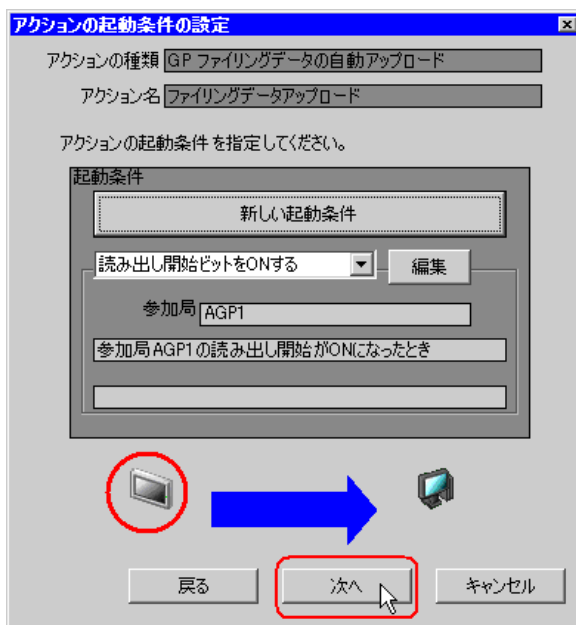 アクションの起動条件の設定
アクションの種類 GP ファイリングデータの自動アップロード
アクション名 ファイリングデータアップロード
アクションの起動条件を指定してください。
起動条件
新しい起動条件
読み出し開始ビットをONする 編集
参加局 AGP1
参加局AGP1の読み出し開始がONになったとき
戻る 次へ キャンセル